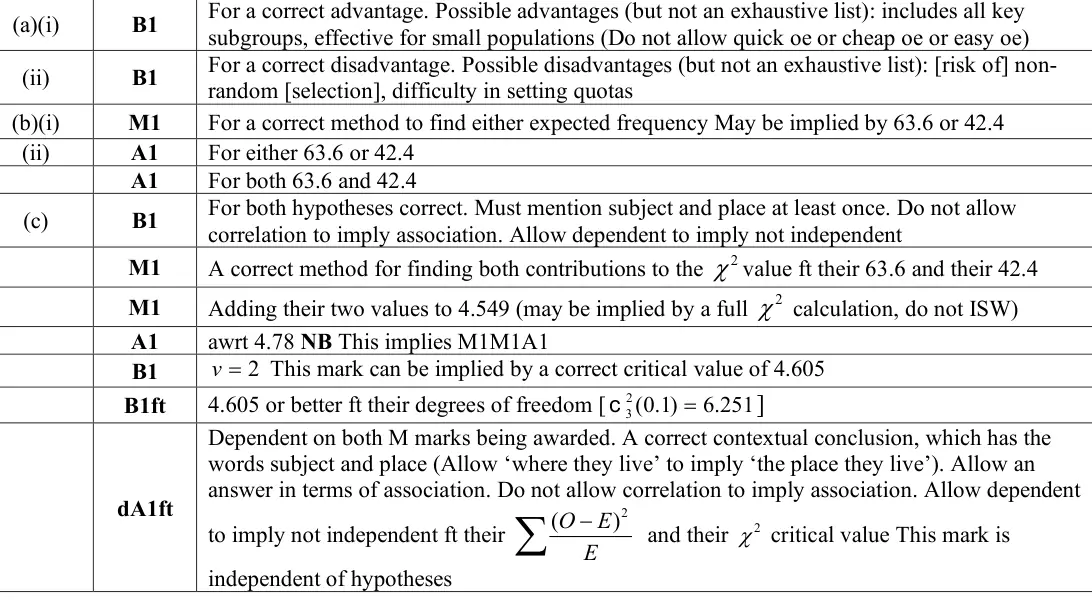 (a)(i) B1 For a correct advantage. Possible advantages (but not an exhaustive list): includes all key
subgroups, effective for small populations (Do not allow quick oe or cheap oe or easy oe)
(ii) B1 For a correct disadvantage. Possible disadvantages (but not an exhaustive list): [risk of] non-
random [selection], difficulty in setting quotas
(b)(i) M1 For a correct method to find either expected frequency May be implied by 63.6 or 42.4
(ii) A1 For either 63.6 or 42.4
A1 For both 63.6 and 42.4
(c) B1 For both hypotheses correct. Must mention subject and place at least once. Do not allow
correlation to imply association. Allow dependent to imply not independent
M1 A correct method for finding both contributions to the χ² value ft their 63.6 and their 42.4
M1 Adding their two values to 4.549 (may be implied by a full χ² calculation, do not ISW)
A1 awrt 4.78 NB This implies M1M1A1
B1 v = 2 This mark can be implied by a correct critical value of 4.605
B1ft 4.605 or better ft their degrees of freedom [c²₃(0.1) = 6.251]
dA1ft Dependent on both M marks being awarded. A correct contextual conclusion, which has the
words subject and place (Allow ‘where they live’ to imply ‘the place they live’). Allow an
answer in terms of association. Do not allow correlation to imply association. Allow dependent
to imply not independent ft their ∑(O − E)²/E and their χ² critical value This mark is
independent of hypotheses